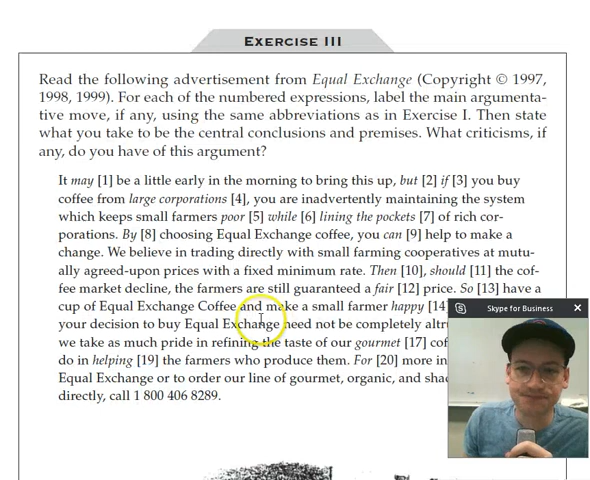 EXERCISE III
Read the following advertisement from Equal Exchange (Copyright © 1997,
1998, 1999). For each of the numbered expressions, label the main argumenta-
tive move, if any, using the same abbreviations as in Exercise I. Then state
what you take to be the central conclusions and premises. What criticisms, if
any, do you have of this argument?
It may [1] be a little early in the morning to bring this up, but [2] if [3] you buy
coffee from large corporations [4], you are inadvertently maintaining the system
which keeps small farmers poor [5] while [6] lining the pockets [7] of rich cor-
porations. By [8] choosing Equal Exchange coffee, you can [9] help to make a
change. We believe in trading directly with small farming cooperatives at mutu-
ally agreed-upon prices with a fixed minimum rate. Then [10], should [11] the cof-
fee market decline, the farmers are still guaranteed a fair [12] price. So [13] have a
cup of Equal Exchange Coffee and make a small farmer happy [14]
your decision to buy Equal Exchange need not be completely altru
we take as much pride in refining the taste of our gourmet [17] cof
do in helping [19] the farmers who produce them. For [20] more in
Equal Exchange or to order our line of gourmet, organic, and shad
directly, call 1 800 406 8289.
Skype for Business